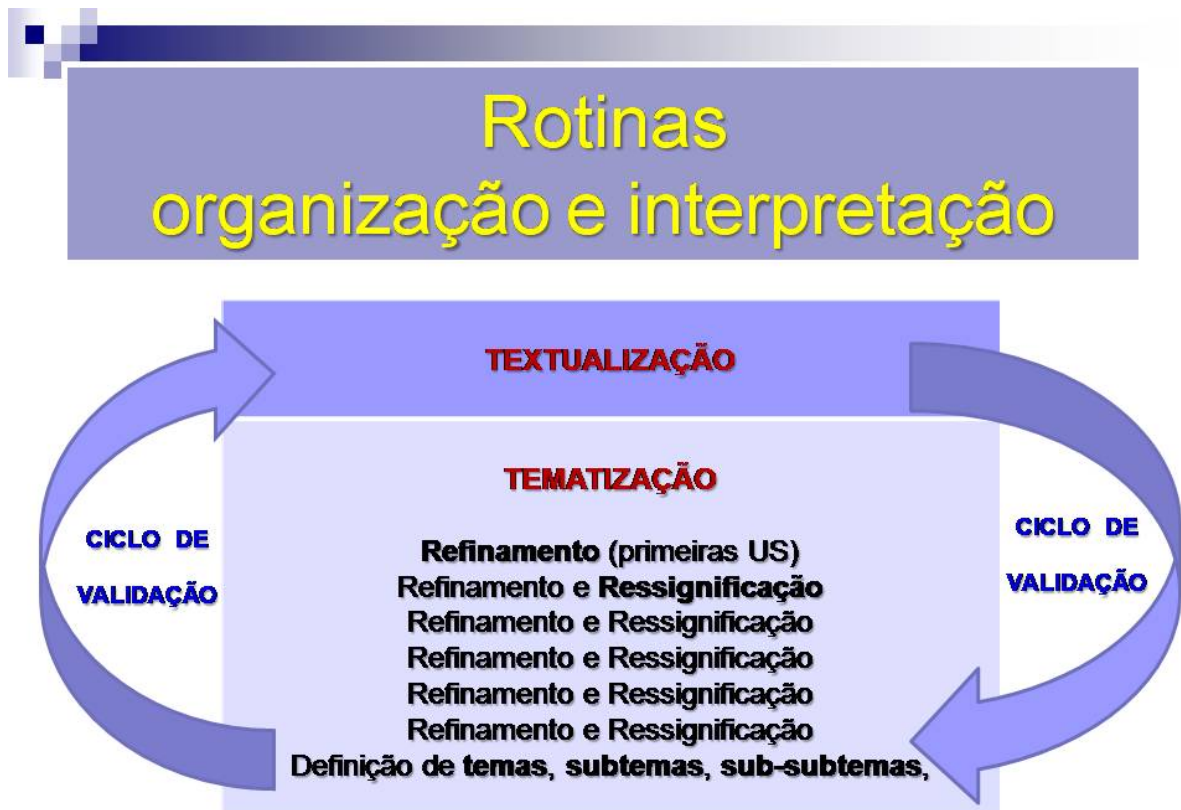 Rotinas
organização e interpretação
TEXTUALIZAÇÃO
TEMATIZAÇÃO
CICLO DE
VALIDAÇÃO
Refinamento (primeiras US)
Refinamento e Ressignificação
Refinamento e Ressignificação
Refinamento e Ressignificação
Refinamento e Ressignificação
Refinamento e Ressignificação
Definição de temas, subtemas, sub-subtemas,
CICLO DE
VALIDAÇÃO